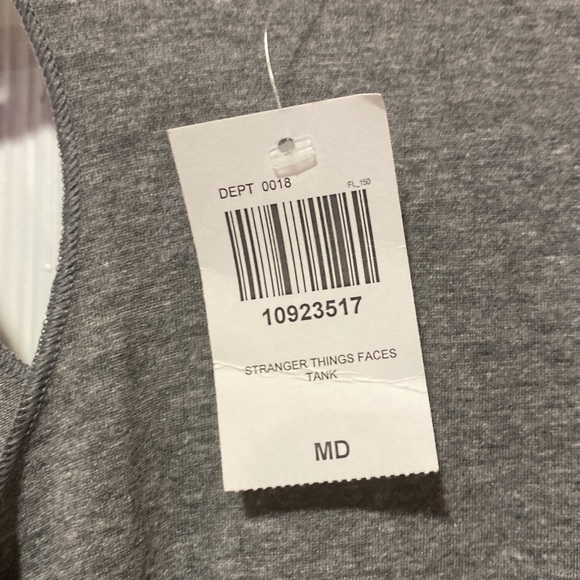 DEPT 0018 FL_150
10923517
STRANGER THINGS FACES
TANK
MD